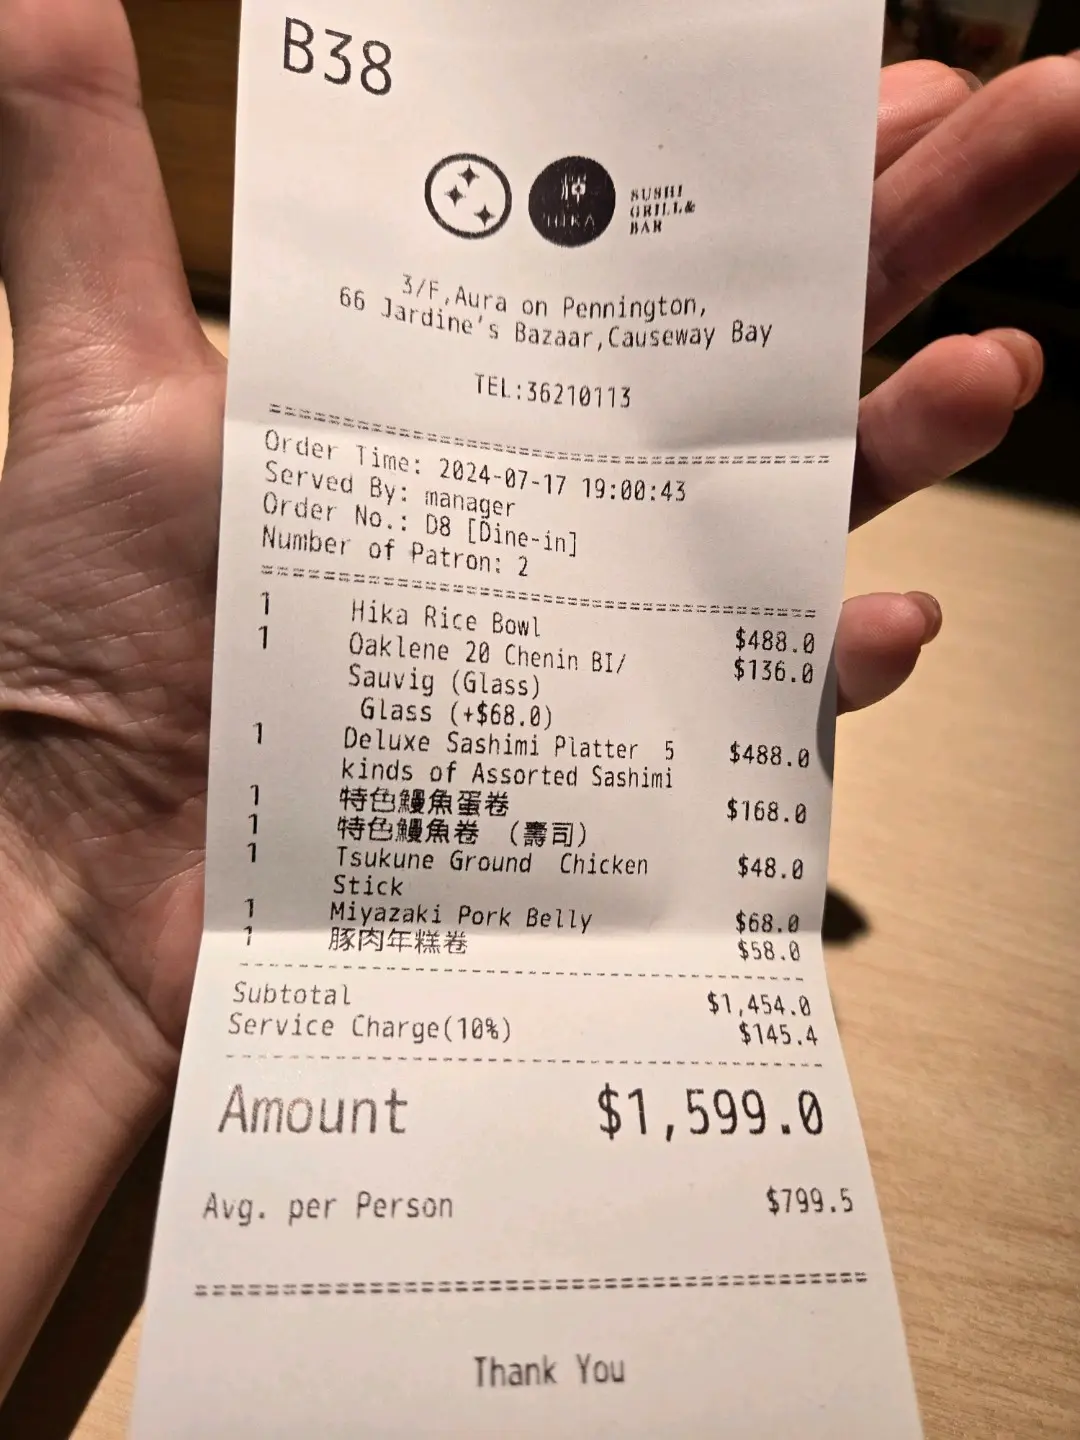 B38
禪
HIKA
SUSHI
GRILL&
BAR
3/F,Aura on Pennington,
66 Jardine's Bazaar,Causeway Bay
TEL:36210113
Order Time: 2024-07-17 19:00:43
Served By: manager
Order No.: D8 [Dine-in]
Number of Patron: 2
1 Hika Rice Bowl $488.0
1 Oaklene 20 Chenin BI/ $136.0
Sauvig (Glass)
Glass (+$68.0)
1 Deluxe Sashimi Platter 5 $488.0
kinds of Assorted Sashimi
1 特色鰻魚蛋卷 $168.0
1 特色鰻魚卷 (壽司)
1 Tsukune Ground Chicken $48.0
Stick
1 Miyazaki Pork Belly $68.0
1 豚肉年糕卷 $58.0
Subtotal $1,454.0
Service Charge(10%) $145.4
Amount $1,599.0
Avg. per Person $799.5
Thank You